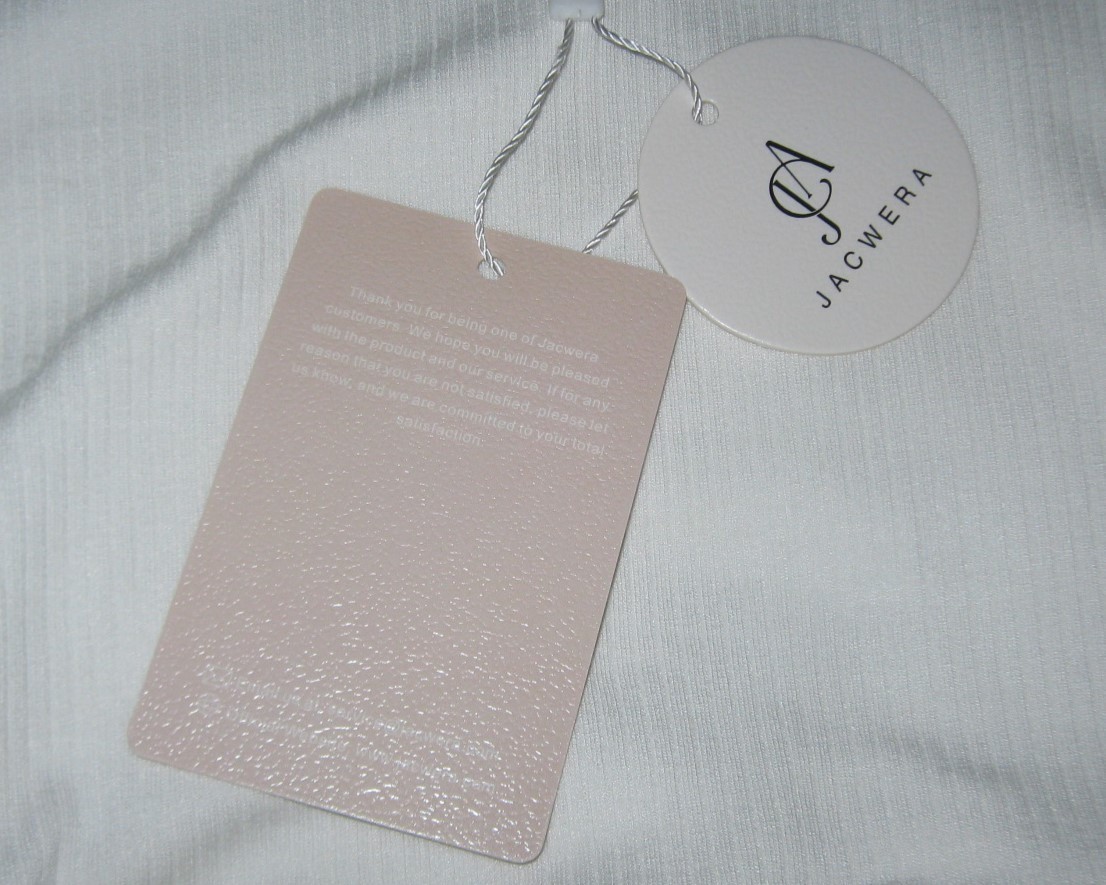 JA
JACWERA
Thank you for being one of Jacwera
customers. We hope you will be pleased
with the product and our service. If for any
reason that you are not satisfied, please let
us know, and we are committed to your total
satisfaction.